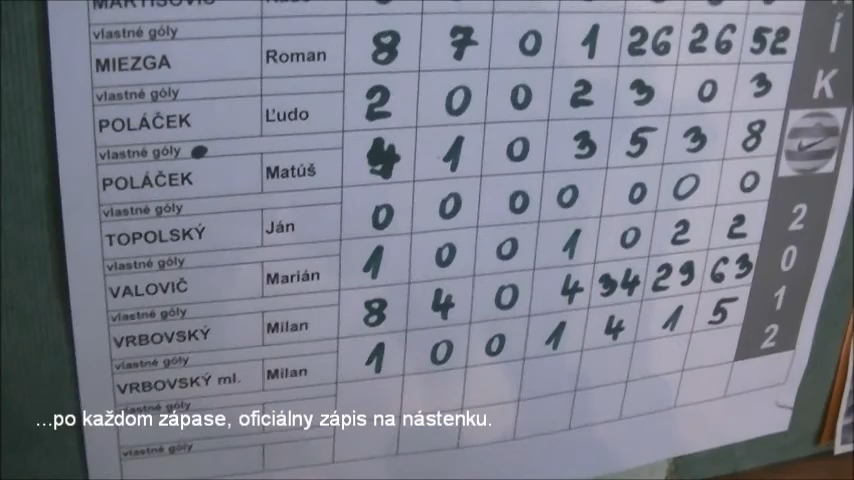 vlastné góly
MIEZGA Roman 8 7 0 1 26 26 52
vlastné góly
POLÁČEK Ľudo 2 0 0 2 3 0 3
vlastné góly
POLÁČEK Matúš 4 1 0 3 5 3 8
vlastné góly
TOPOLSKÝ Ján 0 0 0 0 0 0 0
vlastné góly
VALOVIČ Marián 1 0 0 1 0 2 2
vlastné góly
VRBOVSKÝ Milan 8 4 0 4 34 29 63
vlastné góly
VRBOVSKÝ ml. Milan 1 0 0 1 4 1 5
vlastné góly
vlastné góly
Í
K
2
0
1
2
...po každom zápase, oficiálny zápis na nástenku.